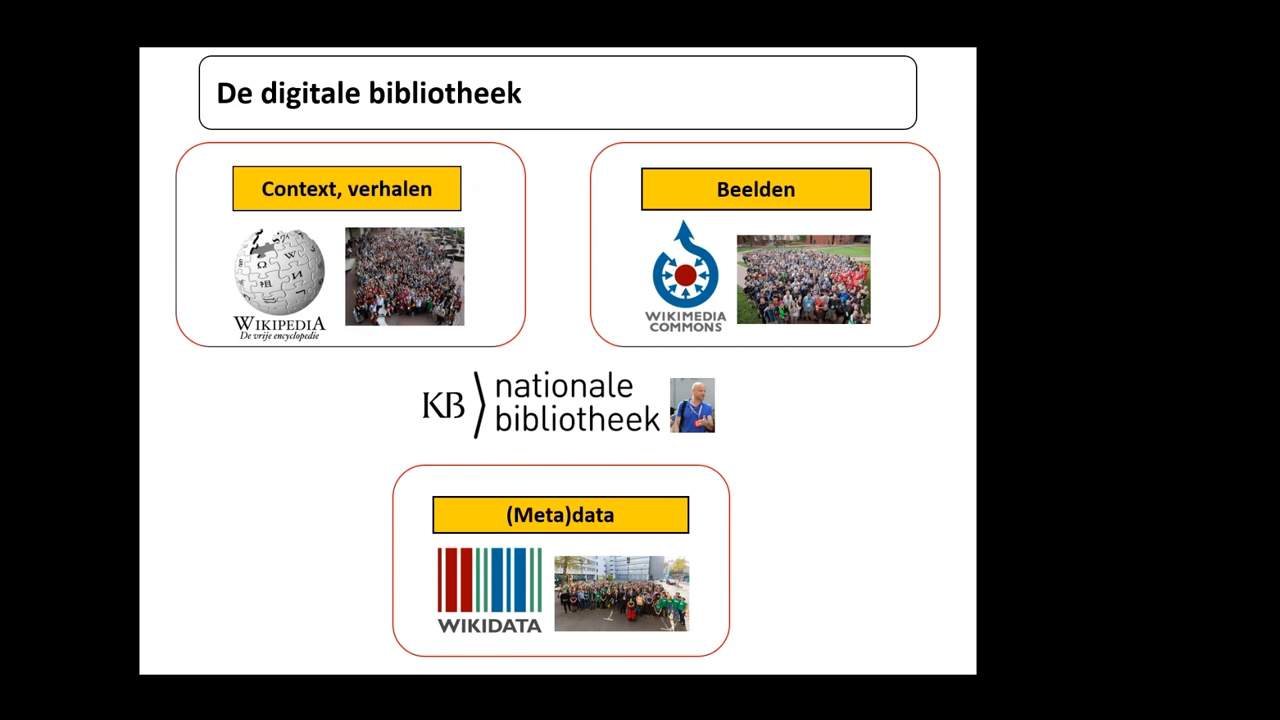 De digitale bibliotheek
Context, verhalen
WIKIPEDIA
De vrije encyclopedie
Beelden
WIKIMEDIA
COMMONS
KB nationale
bibliotheek
(Meta)data
WIKIDATA